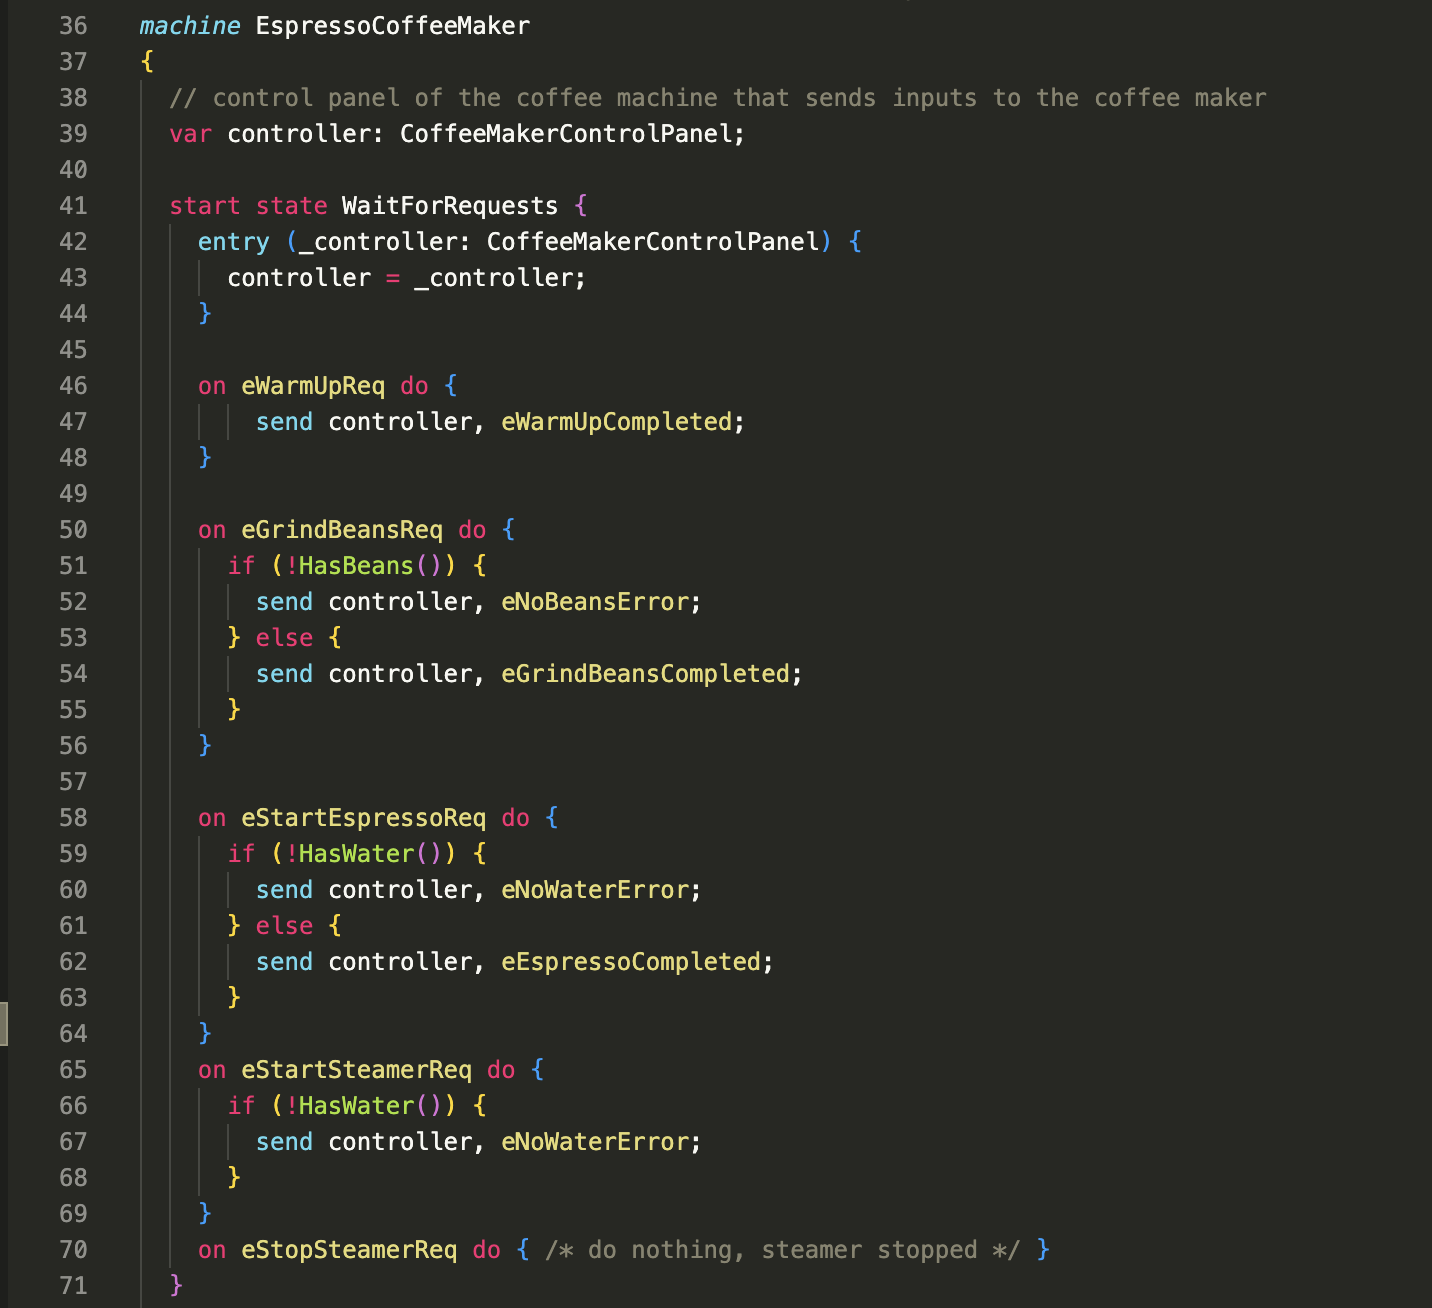 36 machine EspressoCoffeeMaker
37 {
38 // control panel of the coffee machine that sends inputs to the coffee maker
39 var controller: CoffeeMakerControlPanel;
40
41 start state WaitForRequests {
42 entry (_controller: CoffeeMakerControlPanel) {
43 controller = _controller;
44 }
45
46 on eWarmUpReq do {
47 send controller, eWarmUpCompleted;
48 }
49
50 on eGrindBeansReq do {
51 if (!HasBeans()) {
52 send controller, eNoBeansError;
53 } else {
54 send controller, eGrindBeansCompleted;
55 }
56 }
57
58 on eStartEspressoReq do {
59 if (!HasWater()) {
60 send controller, eNoWaterError;
61 } else {
62 send controller, eEspressoCompleted;
63 }
64 }
65 on eStartSteamerReq do {
66 if (!HasWater()) {
67 send controller, eNoWaterError;
68 }
69 }
70 on eStopSteamerReq do { /* do nothing, steamer stopped */ }
71 }